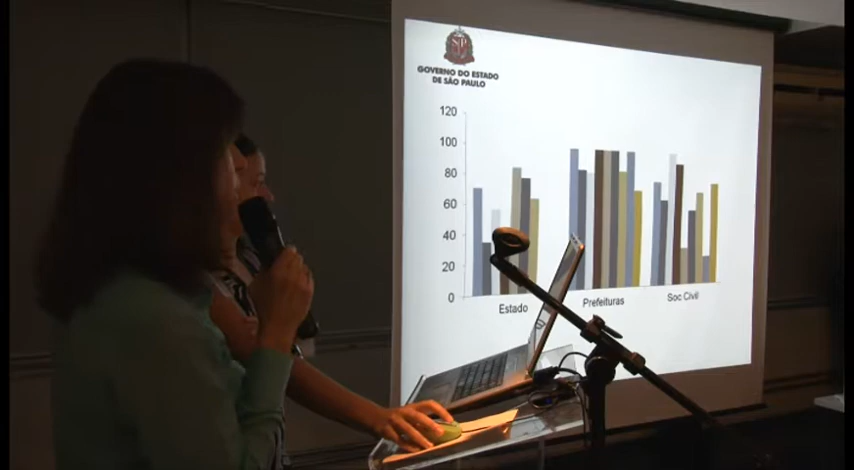 GOVERNO DO ESTADO
DE SÃO PAULO
120
100
80
60
40
20
0
Estado
Prefeituras
Soc Civil